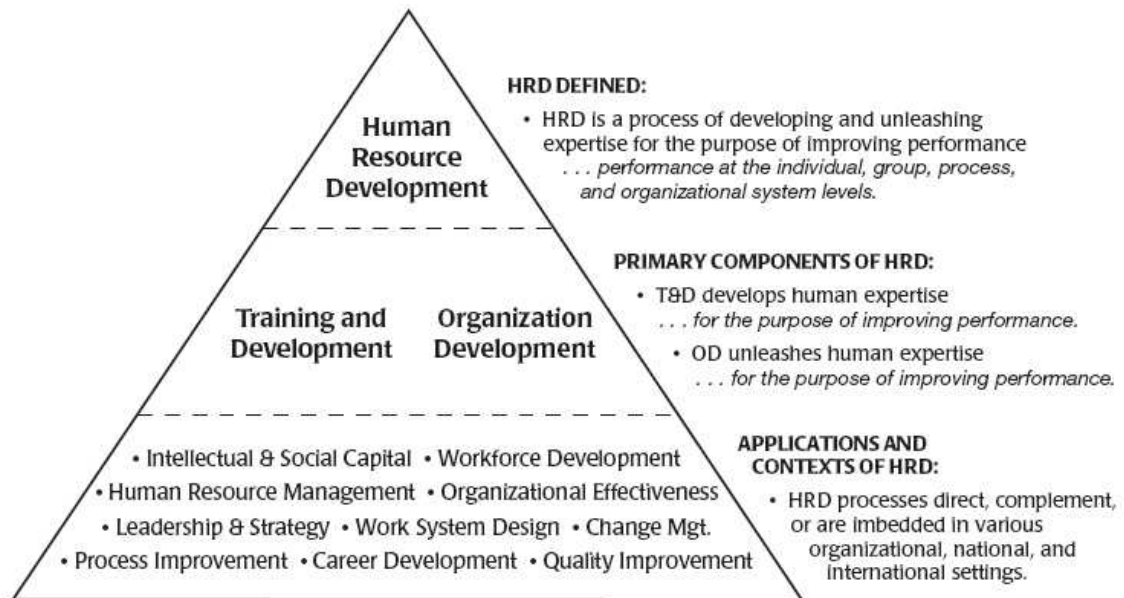 Human
Resource
Development
HRD DEFINED:
• HRD is a process of developing and unleashing
expertise for the purpose of improving performance
. . . performance at the individual, group, process,
and organizational system levels.
Training and
Development
Organization
Development
PRIMARY COMPONENTS OF HRD:
• T&D develops human expertise
. . . for the purpose of improving performance.
• OD unleashes human expertise
. . . for the purpose of improving performance.
• Intellectual & Social Capital • Workforce Development
• Human Resource Management • Organizational Effectiveness
• Leadership & Strategy • Work System Design • Change Mgt.
• Process Improvement • Career Development • Quality Improvement
APPLICATIONS AND
CONTEXTS OF HRD:
• HRD processes direct, complement,
or are imbedded in various
organizational, national, and
international settings.